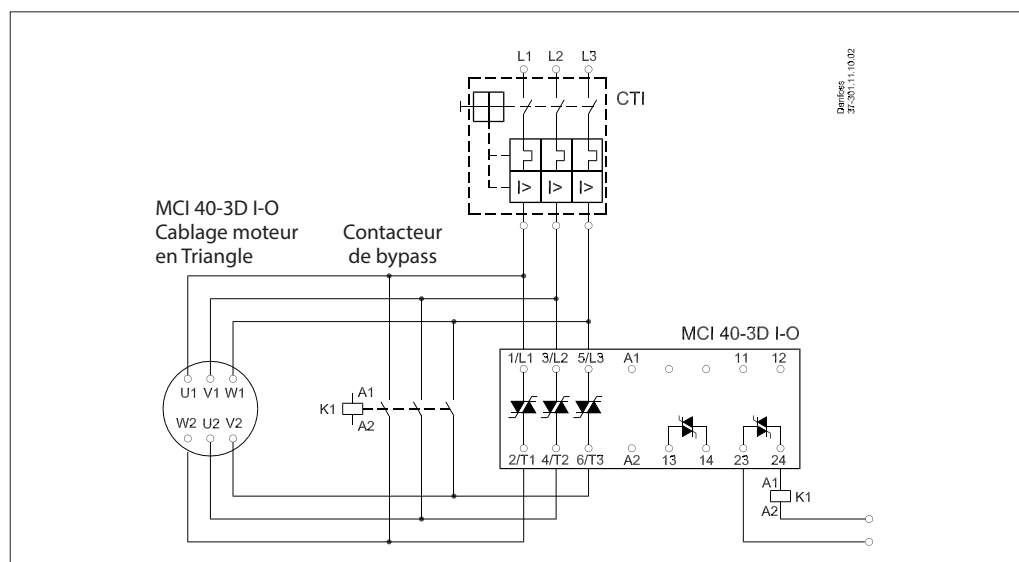 L1 L2 L3
CTI
Danfoss
37-301.11.10.02
I> I> I>
MCI 40-3D I-O
Cablage moteur
en Triangle
Contacteur
de bypass
MCI 40-3D I-O
1/L1 3/L2 5/L3 A1 11 12
U1 V1 W1
W2 U2 V2
K1 A1
A2
2/T1 4/T2 6/T3 A2 13 14 23 24
A1
K1
A2